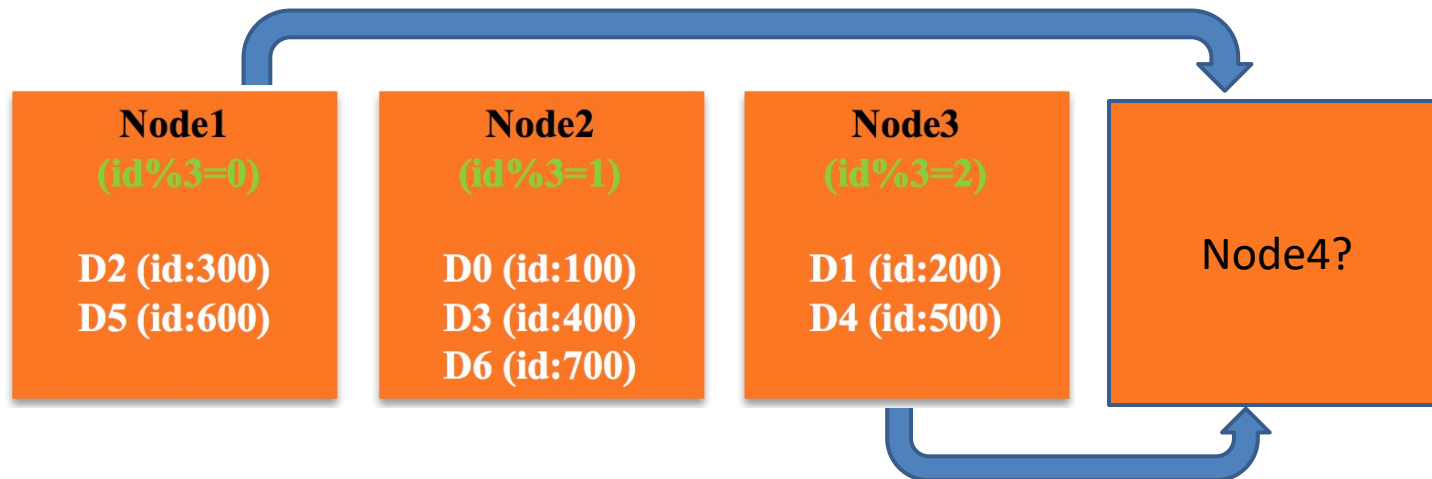 Node1
(id%3=0)
D2 (id:300)
D5 (id:600)
Node2
(id%3=1)
D0 (id:100)
D3 (id:400)
D6 (id:700)
Node3
(id%3=2)
D1 (id:200)
D4 (id:500)
Node4?